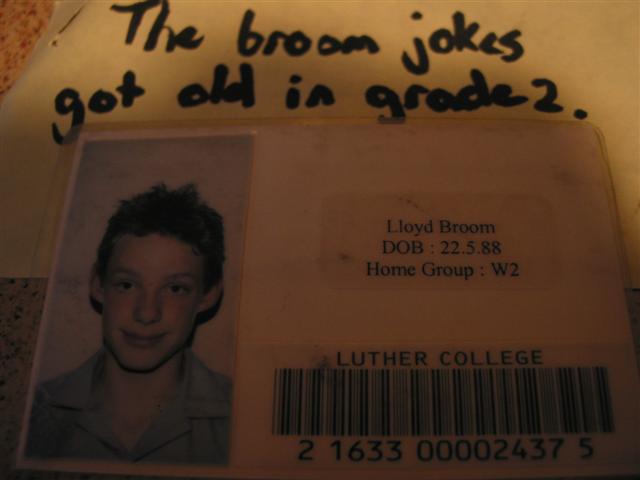 The broom jokes
got old in grade 2.
Lloyd Broom
DOB : 22.5.88
Home Group : W2
LUTHER COLLEGE
2 1633 00002437 5